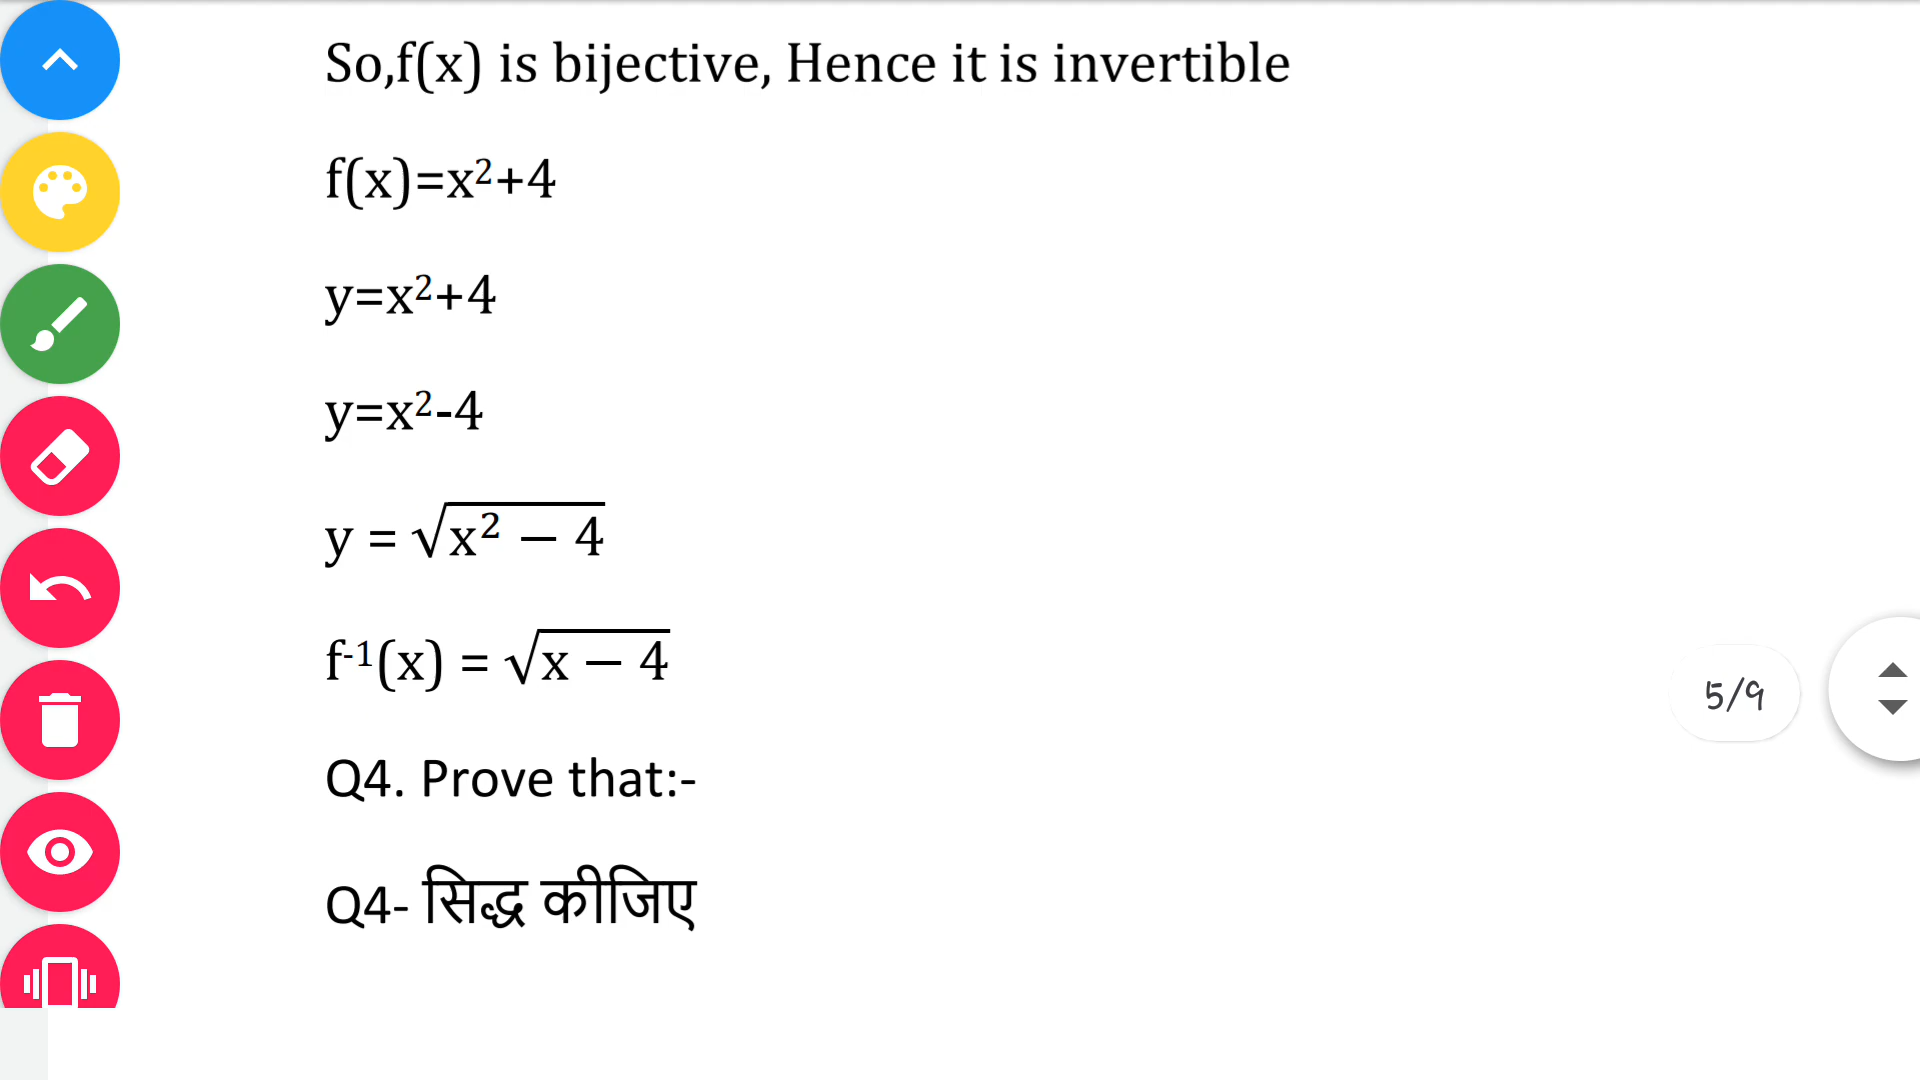 So,f(x) is bijective, Hence it is invertible
f(x)=x²+4
y=x²+4
y=x²-4
y = √x² − 4
f⁻¹(x) = √x − 4
5/9
Q4. Prove that:-
Q4- सिद्ध कीजिए